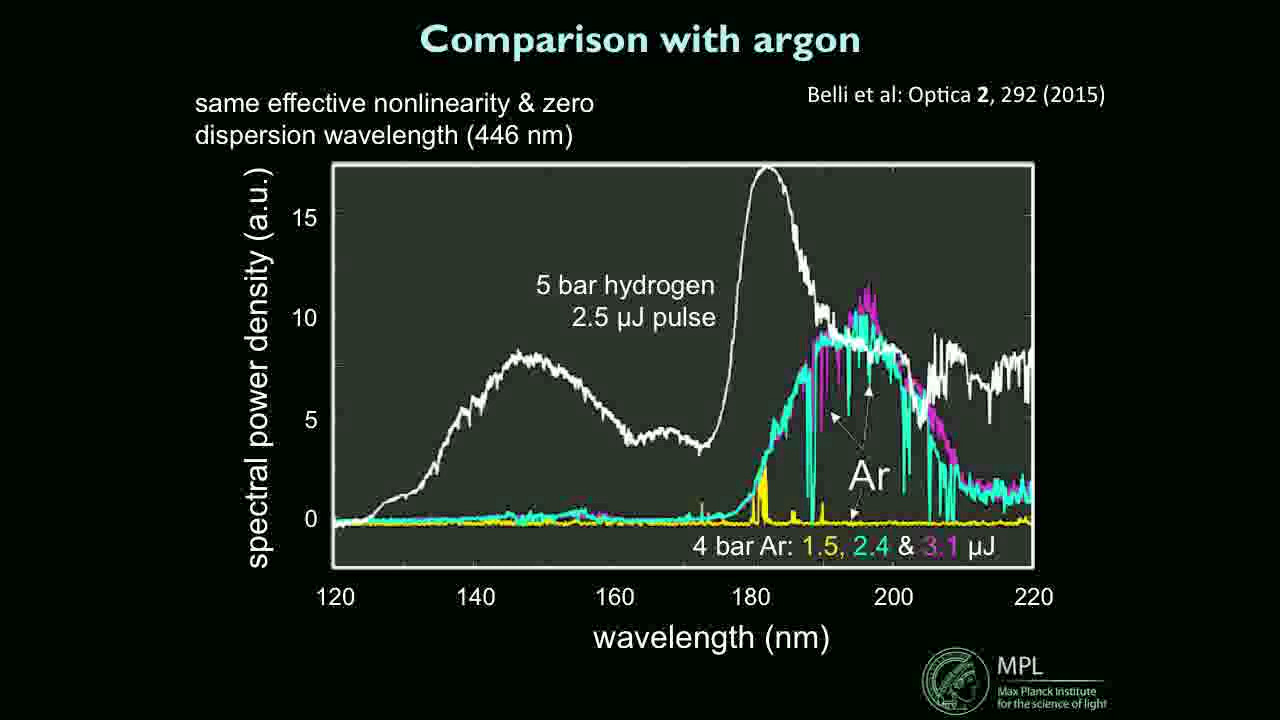 Comparison with argon
same effective nonlinearity & zero
dispersion wavelength (446 nm)
Belli et al: Optica 2, 292 (2015)
spectral power density (a.u.)
15
10
5
0
5 bar hydrogen
2.5 µJ pulse
Ar
4 bar Ar: 1.5, 2.4 & 3.1 µJ
120 140 160 180 200 220
wavelength (nm)
MPL
Max Planck Institute
for the science of light